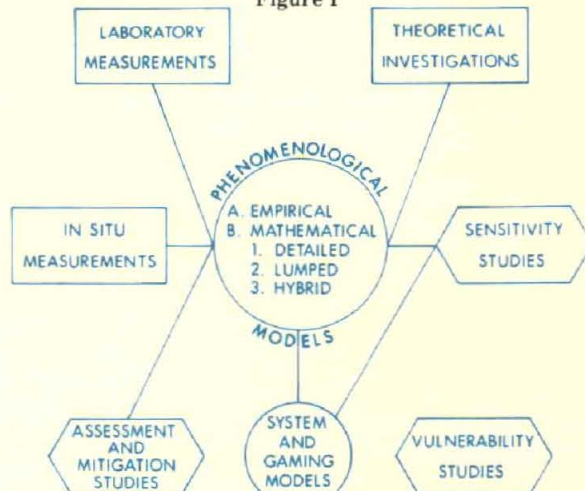 Figure 1
LABORATORY
MEASUREMENTS
THEORETICAL
INVESTIGATIONS
PHENOMENOLOGICAL
A. EMPIRICAL
B. MATHEMATICAL
1. DETAILED
2. LUMPED
3. HYBRID
MODELS
IN SITU
MEASUREMENTS
SENSITIVITY
STUDIES
ASSESSMENT
AND
MITIGATION
STUDIES
SYSTEM
AND
GAMING
MODELS
VULNERABILITY
STUDIES